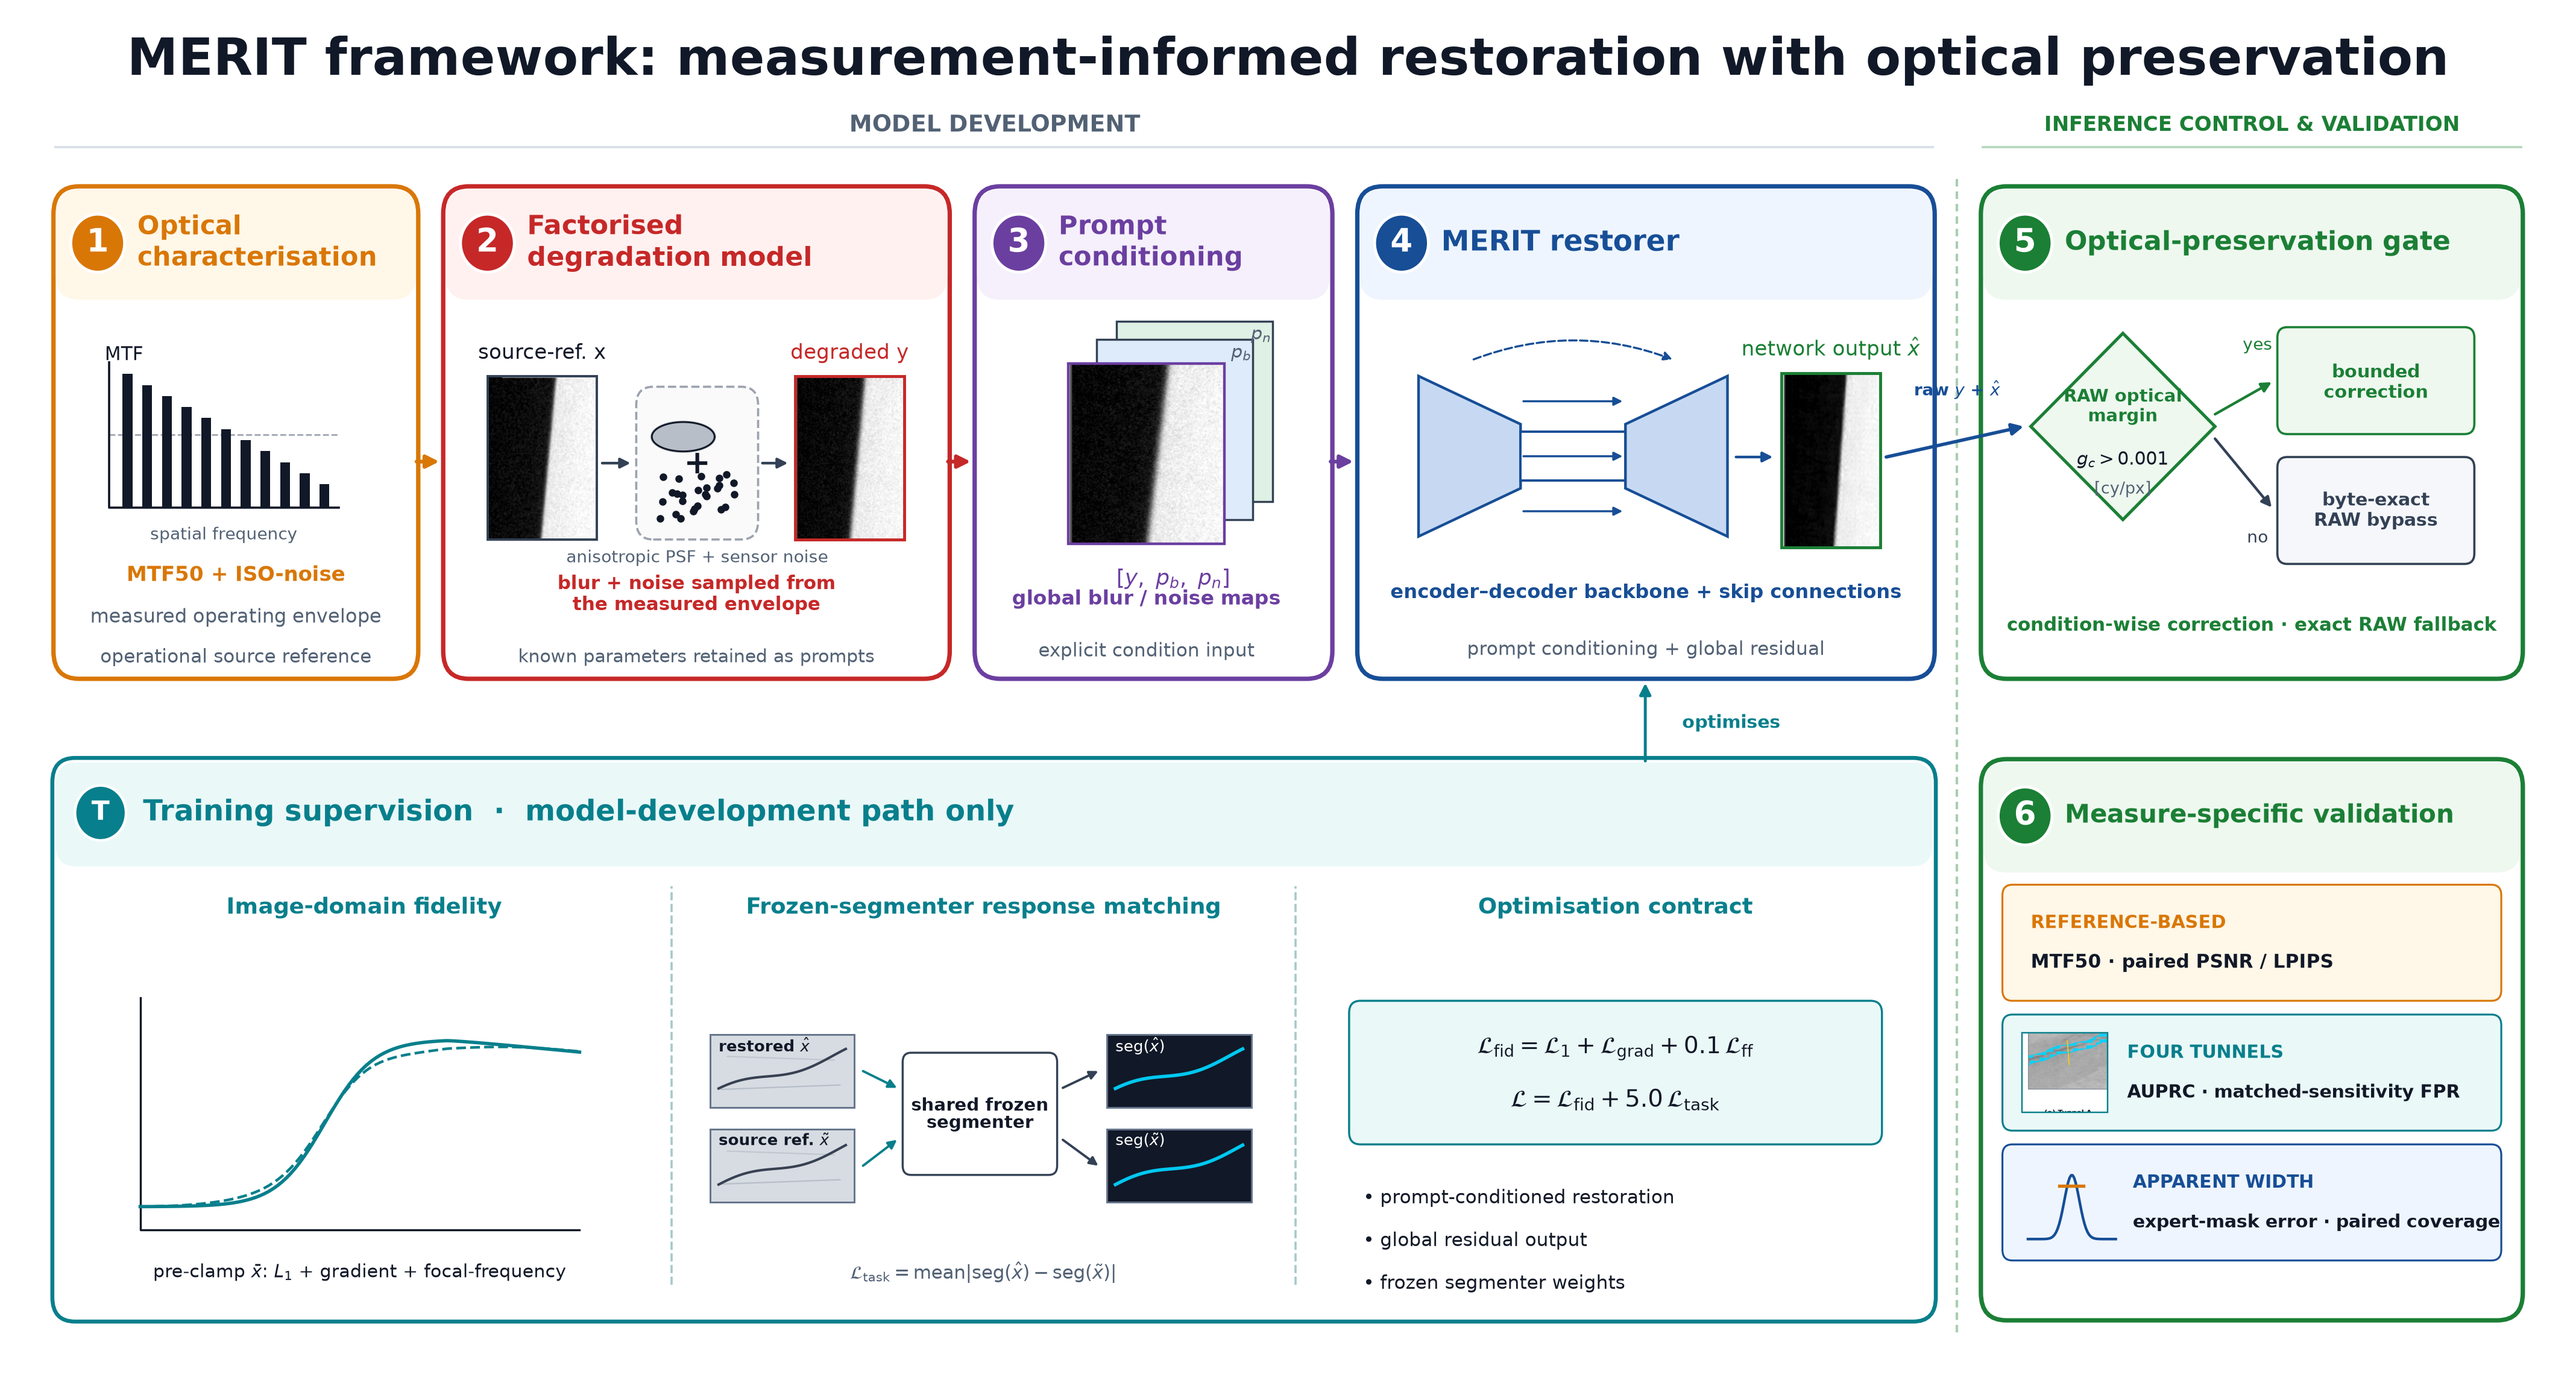 MERIT framework: measurement-informed restoration with optical preservation
MODEL DEVELOPMENT
INFERENCE CONTROL & VALIDATION
1
Optical
characterisation
MTF
spatial frequency
MTF50 + ISO-noise
measured operating envelope
operational source reference
2
Factorised
degradation model
source-ref. x
degraded y
+
anisotropic PSF + sensor noise
blur + noise sampled from
the measured envelope
known parameters retained as prompts
3
Prompt
conditioning
pₙ
p_b
[y, p_b, pₙ]
global blur / noise maps
explicit condition input
4
MERIT restorer
network output x̂
encoder–decoder backbone + skip connections
prompt conditioning + global residual
raw y + x̂
5
Optical-preservation gate
RAW optical
margin
g_c > 0.001
[cy/px]
yes
bounded
correction
no
byte-exact
RAW bypass
condition-wise correction · exact RAW fallback
optimises
T
Training supervision · model-development path only
Image-domain fidelity
pre-clamp x̄: L₁ + gradient + focal-frequency
Frozen-segmenter response matching
restored x̂
source ref. x̃
shared frozen
segmenter
seg(x̂)
seg(x̃)
ℒ_task = mean|seg(x̂) − seg(x̃)|
Optimisation contract
ℒ_fid = ℒ₁ + ℒ_grad + 0.1 ℒ_ff
ℒ = ℒ_fid + 5.0 ℒ_task
• prompt-conditioned restoration
• global residual output
• frozen segmenter weights
6
Measure-specific validation
REFERENCE-BASED
MTF50 · paired PSNR / LPIPS
FOUR TUNNELS
AUPRC · matched-sensitivity FPR
APPARENT WIDTH
expert-mask error · paired coverage